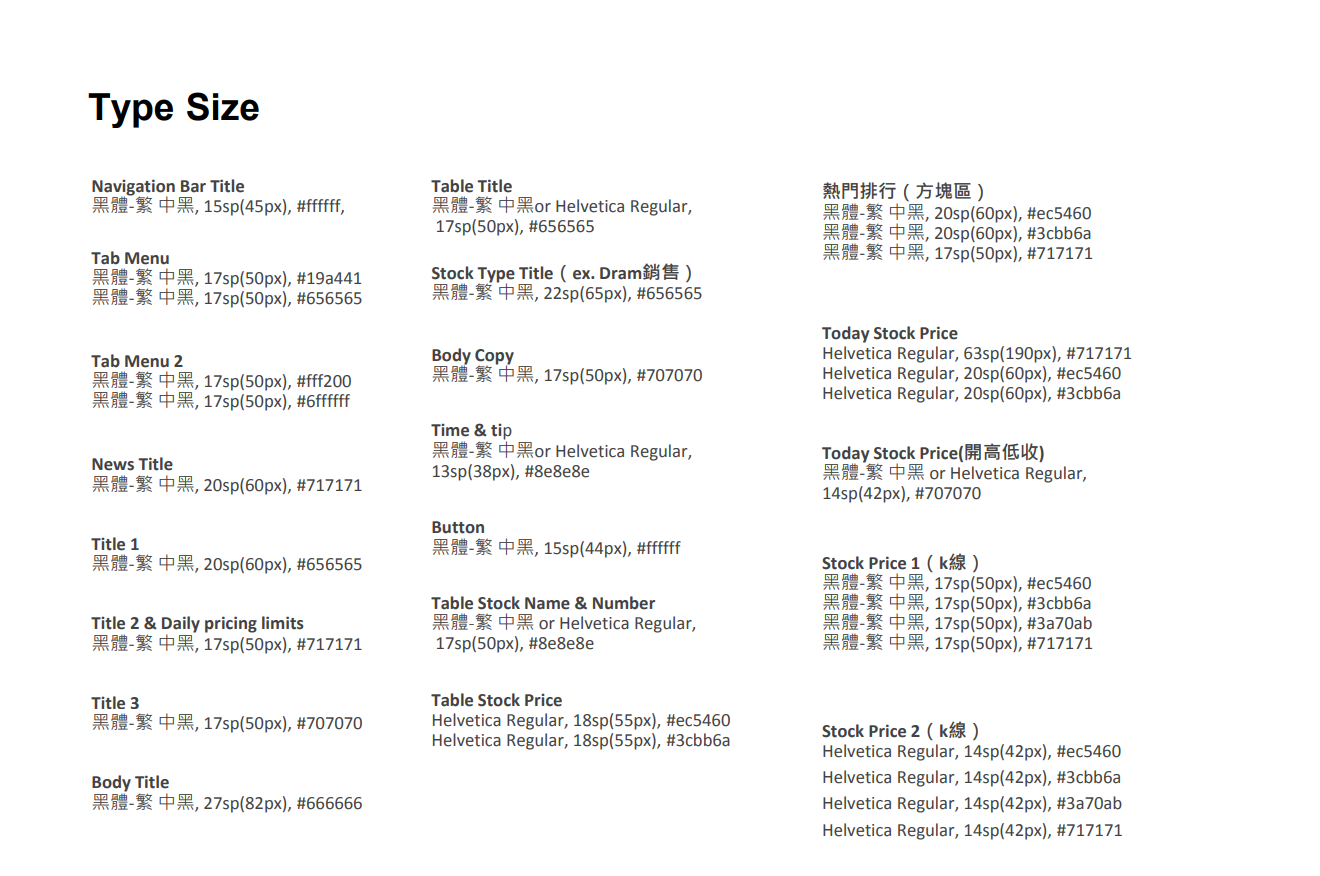 Type Size
Navigation Bar Title
黑體-繁 中黑, 15sp(45px), #ffffff,
Tab Menu
黑體-繁 中黑, 17sp(50px), #19a441
黑體-繁 中黑, 17sp(50px), #656565
Tab Menu 2
黑體-繁 中黑, 17sp(50px), #fff200
黑體-繁 中黑, 17sp(50px), #6ffffff
News Title
黑體-繁 中黑, 20sp(60px), #717171
Title 1
黑體-繁 中黑, 20sp(60px), #656565
Title 2 & Daily pricing limits
黑體-繁 中黑, 17sp(50px), #717171
Title 3
黑體-繁 中黑, 17sp(50px), #707070
Body Title
黑體-繁 中黑, 27sp(82px), #666666
Table Title
黑體-繁 中黑or Helvetica Regular,
17sp(50px), #656565
Stock Type Title（ex. Dram銷售）
黑體-繁 中黑, 22sp(65px), #656565
Body Copy
黑體-繁 中黑, 17sp(50px), #707070
Time & tip
黑體-繁 中黑or Helvetica Regular,
13sp(38px), #8e8e8e
Button
黑體-繁 中黑, 15sp(44px), #ffffff
Table Stock Name & Number
黑體-繁 中黑 or Helvetica Regular,
17sp(50px), #8e8e8e
Table Stock Price
Helvetica Regular, 18sp(55px), #ec5460
Helvetica Regular, 18sp(55px), #3cbb6a
熱門排行（方塊區）
黑體-繁 中黑, 20sp(60px), #ec5460
黑體-繁 中黑, 20sp(60px), #3cbb6a
黑體-繁 中黑, 17sp(50px), #717171
Today Stock Price
Helvetica Regular, 63sp(190px), #717171
Helvetica Regular, 20sp(60px), #ec5460
Helvetica Regular, 20sp(60px), #3cbb6a
Today Stock Price(開高低收)
黑體-繁 中黑 or Helvetica Regular,
14sp(42px), #707070
Stock Price 1（k線）
黑體-繁 中黑, 17sp(50px), #ec5460
黑體-繁 中黑, 17sp(50px), #3cbb6a
黑體-繁 中黑, 17sp(50px), #3a70ab
黑體-繁 中黑, 17sp(50px), #717171
Stock Price 2（k線）
Helvetica Regular, 14sp(42px), #ec5460
Helvetica Regular, 14sp(42px), #3cbb6a
Helvetica Regular, 14sp(42px), #3a70ab
Helvetica Regular, 14sp(42px), #717171